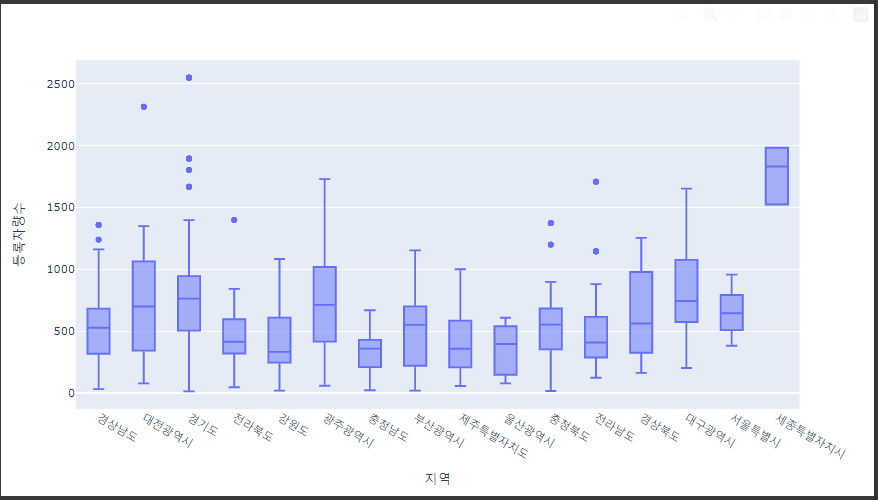 2500
2000
1500
1000
500
0
등록차량수
경상남도
대전광역시
경기도
전라북도
강원도
광주광역시
충청남도
부산광역시
제주특별자치도
울산광역시
충청북도
전라남도
경상북도
대구광역시
서울특별시
세종특별자치시
지역